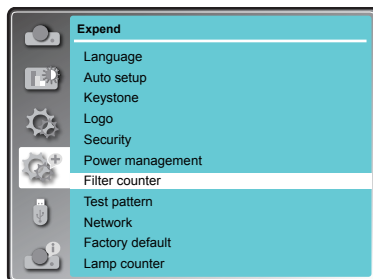 Expend
Language
Auto setup
Keystone
Logo
Security
Power management
Filter counter
Test pattern
Network
Factory default
Lamp counter